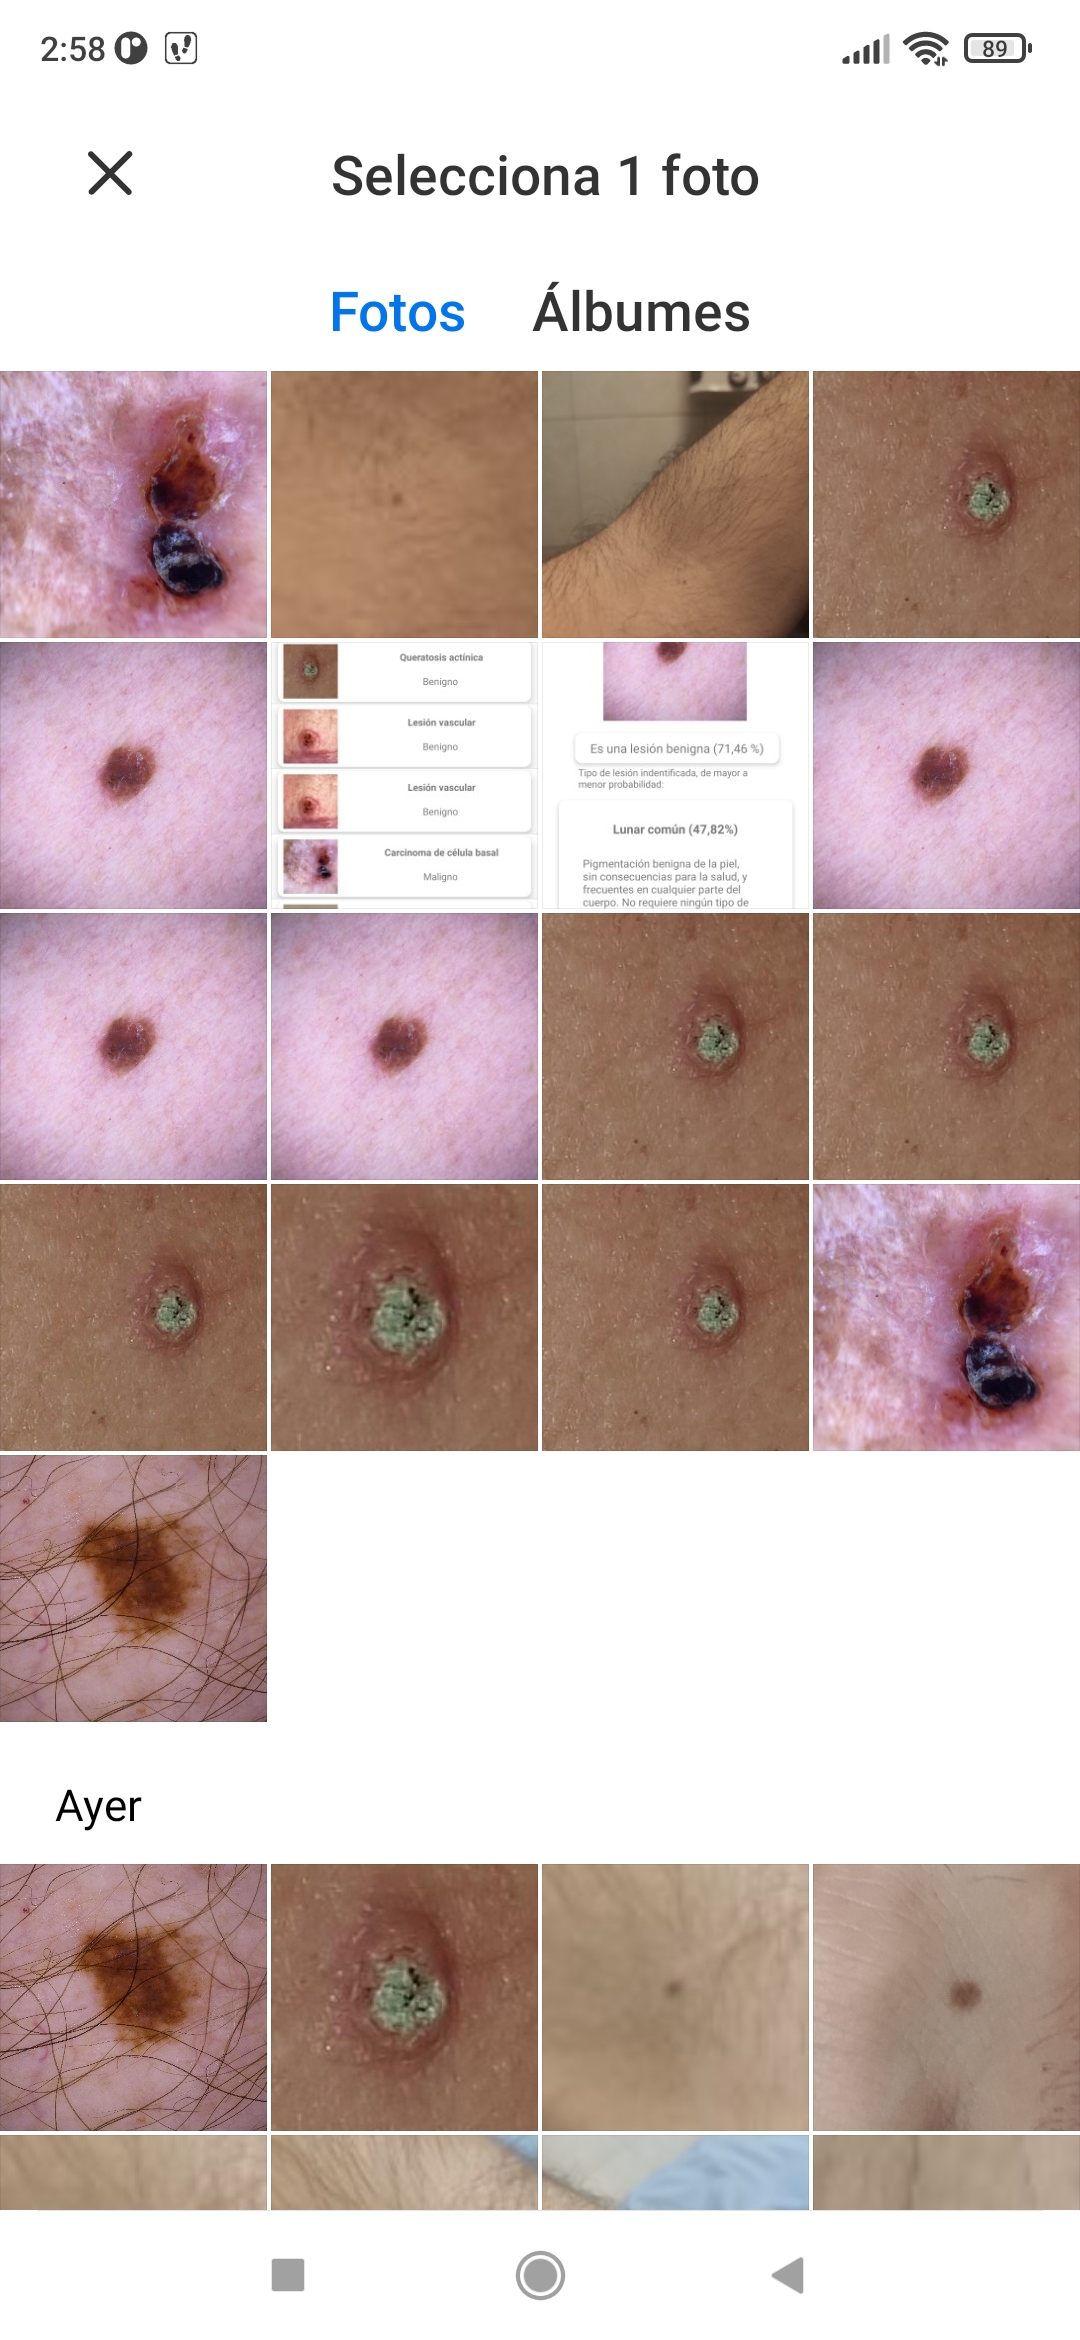 2:58
89
Selecciona 1 foto
Fotos Álbumes
Queratosis actínica
Benigno
Lesión vascular
Benigno
Lesión vascular
Benigno
Carcinoma de célula basal
Maligno
Es una lesión benigna (71,46 %)
Tipo de lesión indentificada, de mayor a
menor probabilidad:
Lunar común (47,82%)
Pigmentación benigna de la piel,
sin consecuencias para la salud, y
frecuentes en cualquier parte del
cuerpo. No requiere ningún tipo de
Ayer